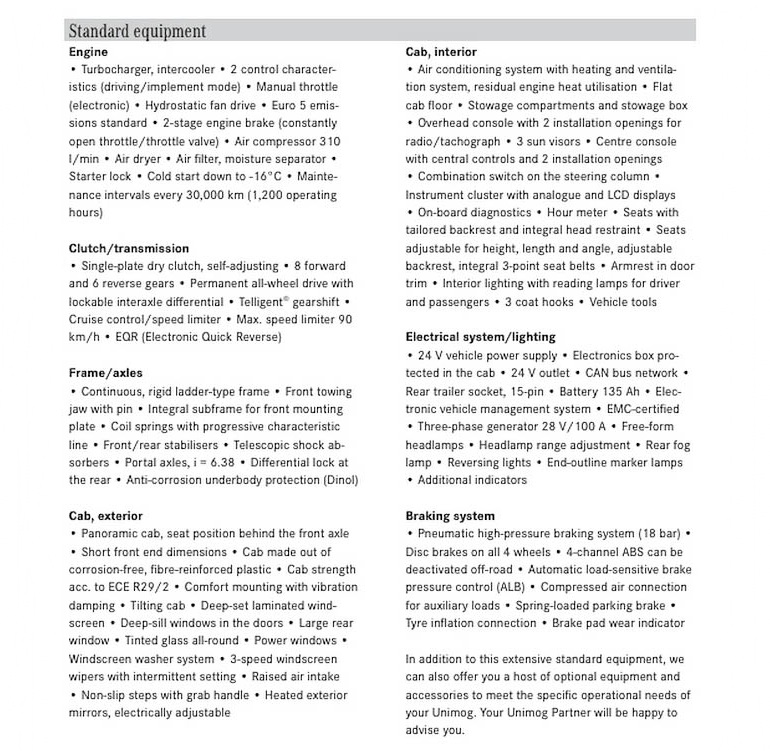 Standard equipment
Engine
• Turbocharger, intercooler • 2 control character-
istics (driving/implement mode) • Manual throttle
(electronic) • Hydrostatic fan drive • Euro 5 emis-
sions standard • 2-stage engine brake (constantly
open throttle/throttle valve) • Air compressor 310
l/min • Air dryer • Air filter, moisture separator •
Starter lock • Cold start down to -16°C • Mainte-
nance intervals every 30,000 km (1,200 operating
hours)
Clutch/transmission
• Single-plate dry clutch, self-adjusting • 8 forward
and 6 reverse gears • Permanent all-wheel drive with
lockable interaxle differential • Telligent® gearshift •
Cruise control/speed limiter • Max. speed limiter 90
km/h • EQR (Electronic Quick Reverse)
Frame/axles
• Continuous, rigid ladder-type frame • Front towing
jaw with pin • Integral subframe for front mounting
plate • Coil springs with progressive characteristic
line • Front/rear stabilisers • Telescopic shock ab-
sorbers • Portal axles, i = 6.38 • Differential lock at
the rear • Anti-corrosion underbody protection (Dinol)
Cab, exterior
• Panoramic cab, seat position behind the front axle
• Short front end dimensions • Cab made out of
corrosion-free, fibre-reinforced plastic • Cab strength
acc. to ECE R29/2 • Comfort mounting with vibration
damping • Tilting cab • Deep-set laminated wind-
screen • Deep-sill windows in the doors • Large rear
window • Tinted glass all-round • Power windows •
Windscreen washer system • 3-speed windscreen
wipers with intermittent setting • Raised air intake
• Non-slip steps with grab handle • Heated exterior
mirrors, electrically adjustable
Cab, interior
• Air conditioning system with heating and ventila-
tion system, residual engine heat utilisation • Flat
cab floor • Stowage compartments and stowage box
• Overhead console with 2 installation openings for
radio/tachograph • 3 sun visors • Centre console
with central controls and 2 installation openings
• Combination switch on the steering column •
Instrument cluster with analogue and LCD displays
• On-board diagnostics • Hour meter • Seats with
tailored backrest and integral head restraint • Seats
adjustable for height, length and angle, adjustable
backrest, integral 3-point seat belts • Armrest in door
trim • Interior lighting with reading lamps for driver
and passengers • 3 coat hooks • Vehicle tools
Electrical system/lighting
• 24 V vehicle power supply • Electronics box pro-
tected in the cab • 24 V outlet • CAN bus network •
Rear trailer socket, 15-pin • Battery 135 Ah • Elec-
tronic vehicle management system • EMC-certified
• Three-phase generator 28 V/100 A • Free-form
headlamps • Headlamp range adjustment • Rear fog
lamp • Reversing lights • End-outline marker lamps
• Additional indicators
Braking system
• Pneumatic high-pressure braking system (18 bar) •
Disc brakes on all 4 wheels • 4-channel ABS can be
deactivated off-road • Automatic load-sensitive brake
pressure control (ALB) • Compressed air connection
for auxiliary loads • Spring-loaded parking brake •
Tyre inflation connection • Brake pad wear indicator
In addition to this extensive standard equipment, we
can also offer you a host of optional equipment and
accessories to meet the specific operational needs of
your Unimog. Your Unimog Partner will be happy to
advise you.